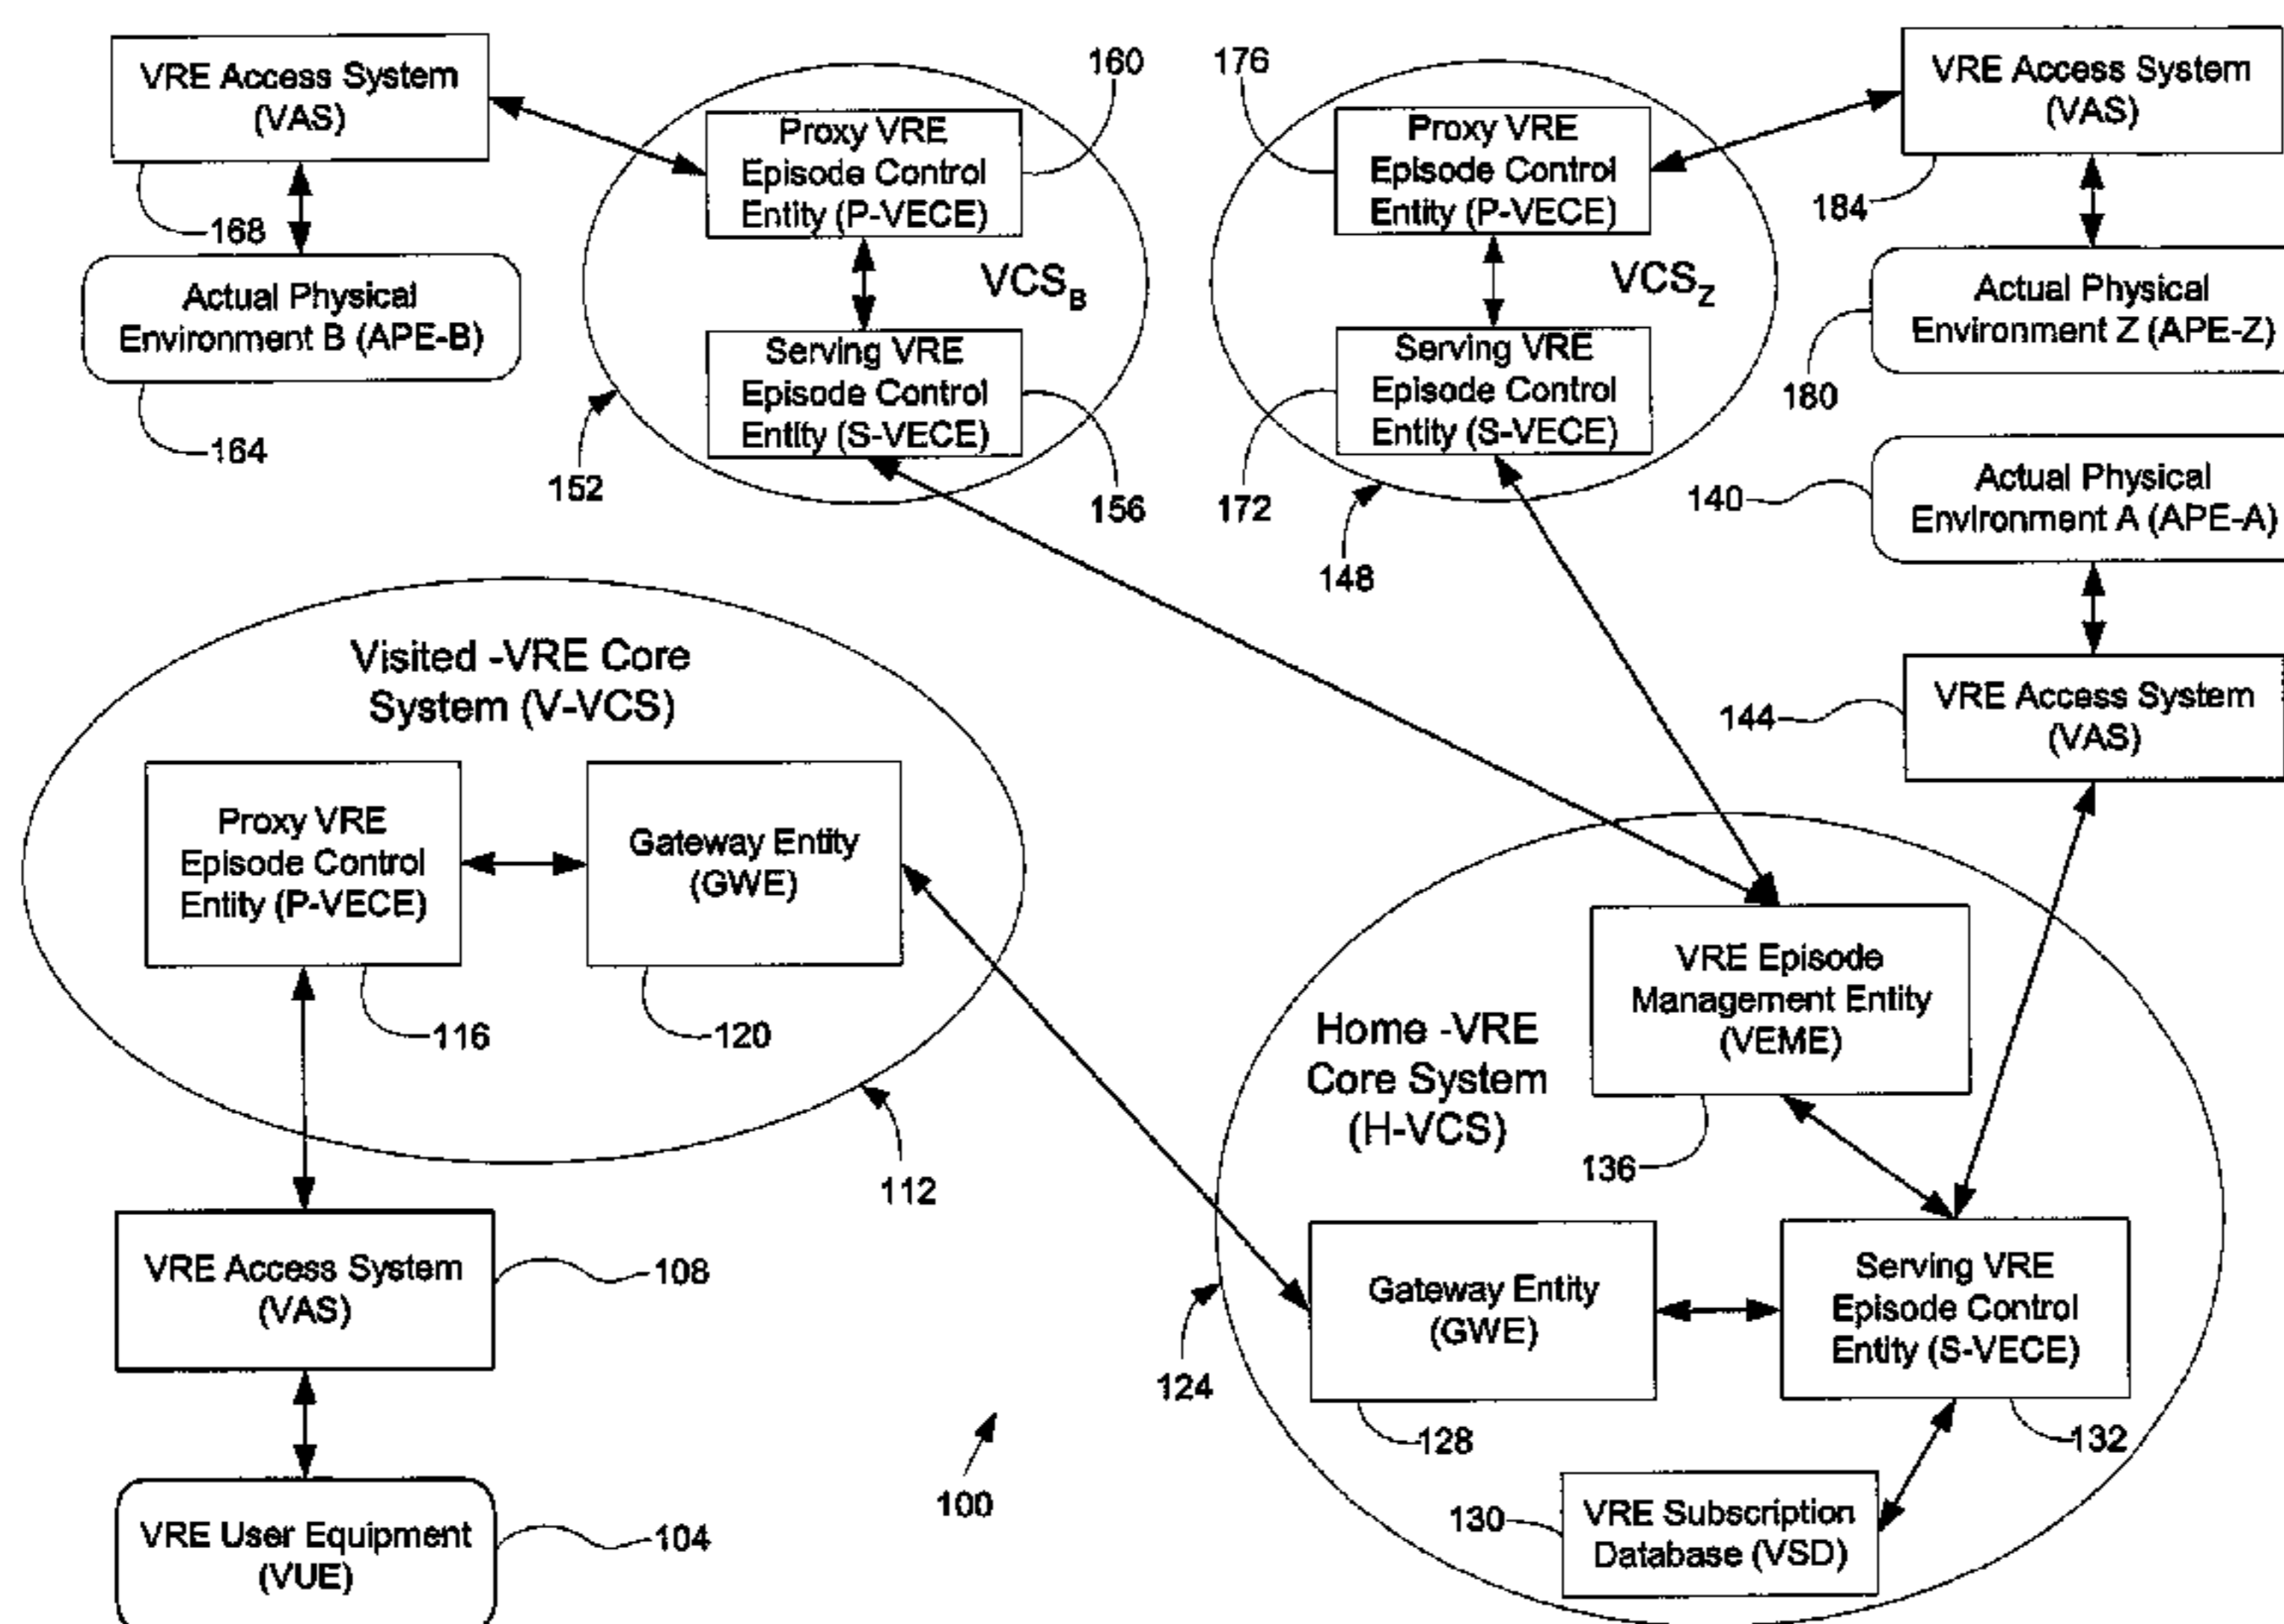 VRE Access System
(VAS)
168
Actual Physical
Environment B (APE-B)
164
Proxy VRE
Episode Control
Entity (P-VECE)
160
VCSB
Serving VRE
Episode Control
Entity (S-VECE)
152
156
176
Proxy VRE
Episode Control
Entity (P-VECE)
VCSZ
Serving VRE
Episode Control
Entity (S-VECE)
172
148
VRE Access System
(VAS)
184
Actual Physical
Environment Z (APE-Z)
180
140
Actual Physical
Environment A (APE-A)
144
VRE Access System
(VAS)
Visited -VRE Core
System (V-VCS)
Proxy VRE
Episode Control
Entity (P-VECE)
116
Gateway Entity
(GWE)
120
112
VRE Access System
(VAS)
108
VRE User Equipment
(VUE)
104
100
Home -VRE
Core System
(H-VCS)
VRE Episode
Management Entity
(VEME)
136
124
Gateway Entity
(GWE)
128
Serving VRE
Episode Control
Entity (S-VECE)
132
130
VRE Subscription
Database (VSD)